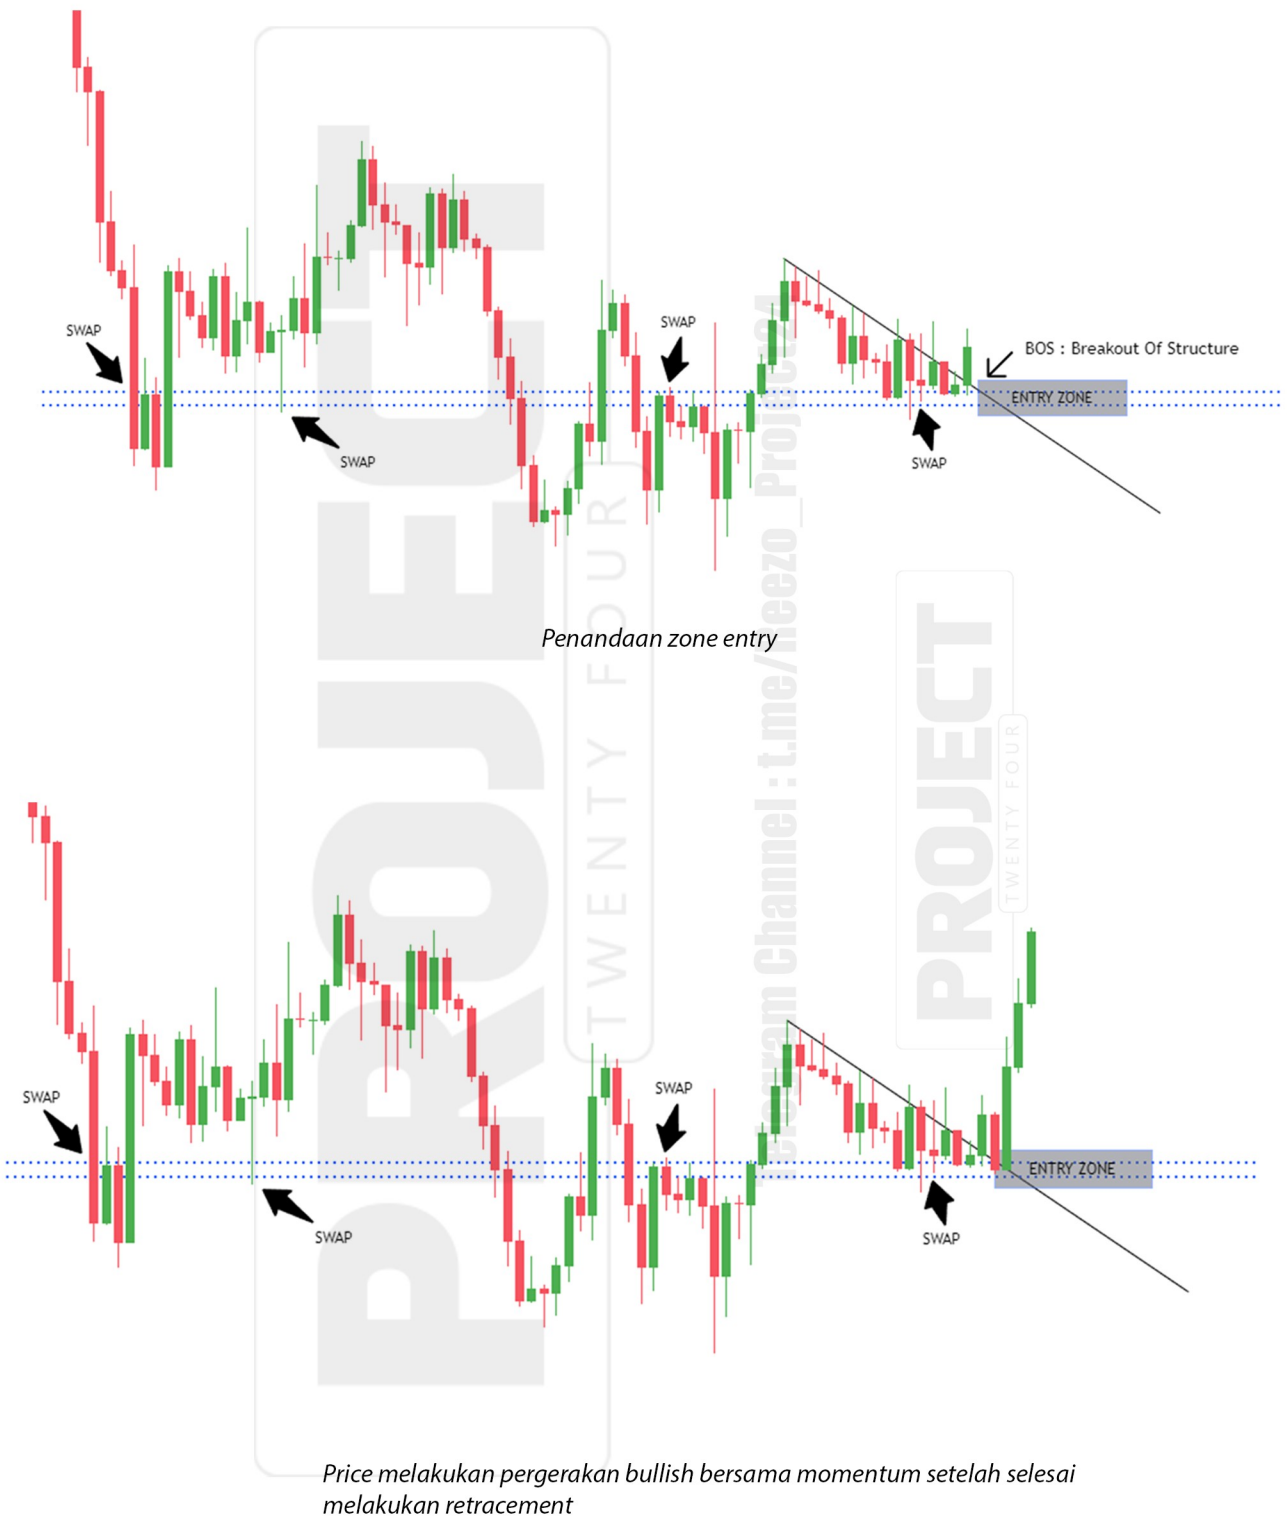 SWAP
SWAP
SWAP
SWAP
BOS : Breakout Of Structure
ENTRY ZONE
Penandaan zone entry
PROJECT
TWENTY FOUR
Telegram Channel : t.me/Reezo_Project24
PROJECT
TWENTY FOUR
SWAP
SWAP
SWAP
SWAP
ENTRY ZONE
Price melakukan pergerakan bullish bersama momentum setelah selesai
melakukan retracement